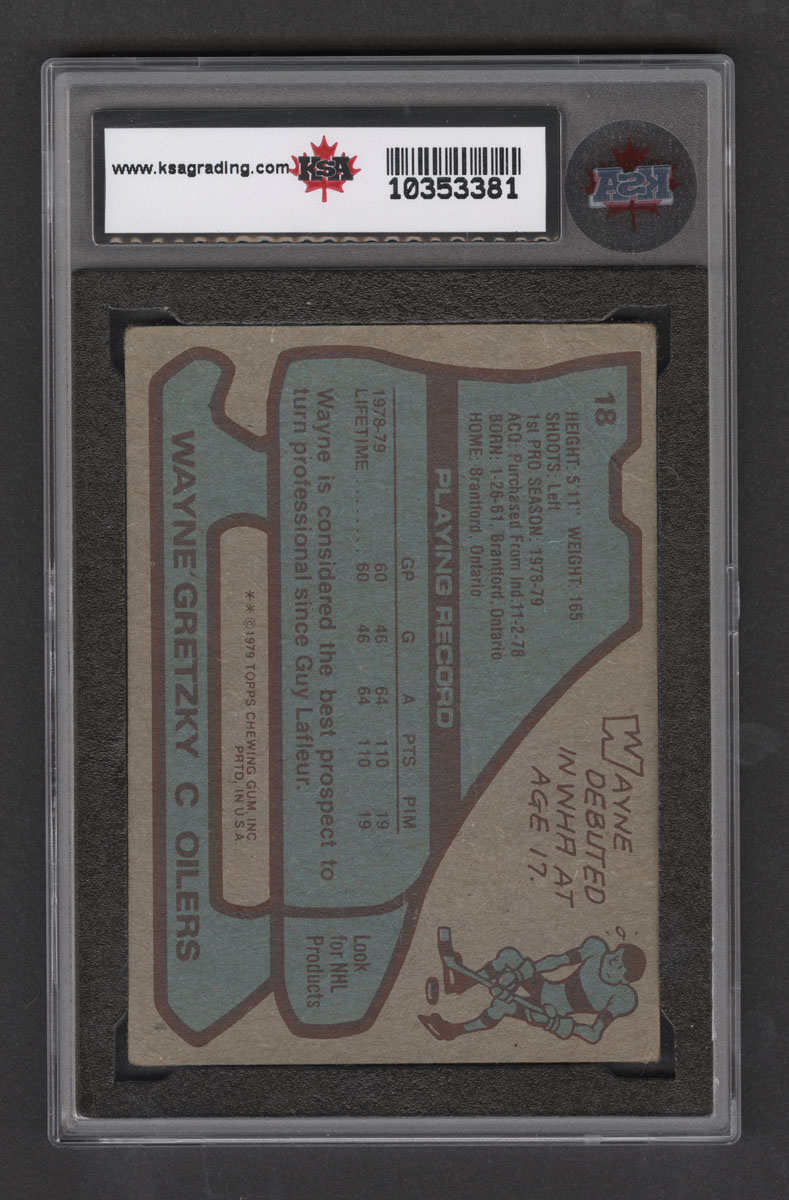 www.ksagrading.com
KSA
10353381
KSA
18
HEIGHT: 5'11" WEIGHT: 165
SHOOTS: Left
1st PRO SEASON: 1978-79
ACQ: Purchased From Ind. 11-2-78
BORN: 1-26-61, Brantford, Ontario
HOME: Brantford, Ontario
WAYNE
DEBUTED
IN WHA AT
AGE 17.
PLAYING RECORD
GP G A PTS PIM
1978-79 60 46 64 110 19
LIFETIME ........ 60 46 64 110 19
Wayne is considered the best prospect to
turn professional since Guy Lafleur.
Look
for NHL
Products
* * ©1979 TOPPS CHEWING GUM, INC
PRTD. IN U S A
WAYNE GRETZKY C OILERS